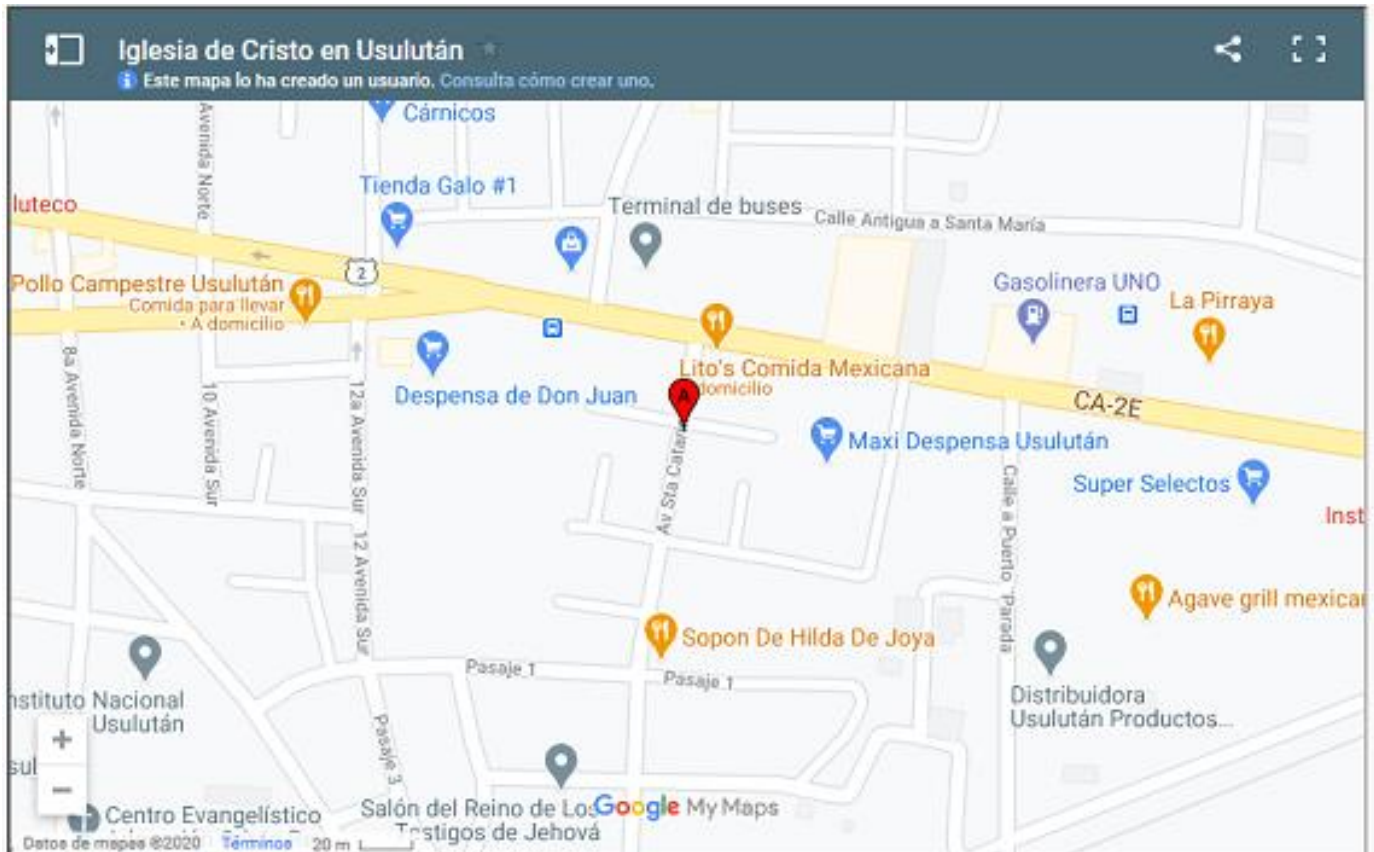 Iglesia de Cristo en Usulután
Este mapa lo ha creado un usuario. Consulta cómo crear uno.
Cárnicos
Avenida Norte
Tienda Galo #1
luteco
Terminal de buses
Calle Antigua a Santa María
2
Pollo Campestre Usulután
Comida para llevar
• A domicilio
Gasolinera UNO
La Pirraya
Lito's Comida Mexicana
domicilio
8a Avenida Norte
10 Avenida Sur
12a Avenida Sur
12 Avenida Sur
Despensa de Don Juan
A
CA-2E
Maxi Despensa Usulután
Av Sta Catar
Super Selectos
Calle a Puerto Parada
Inst
Agave grill mexica
Sopon De Hilda De Joya
Pasaje 1
Pasaje 1
nstituto Nacional
Usulután
Distribuidora
Usulután Productos...
Pasaje 3
+
sul
−
Salón del Reino de Los
Testigos de Jehová
Google My Maps
Centro Evangelístico
Datos de mapas ©2020
Términos
20 m